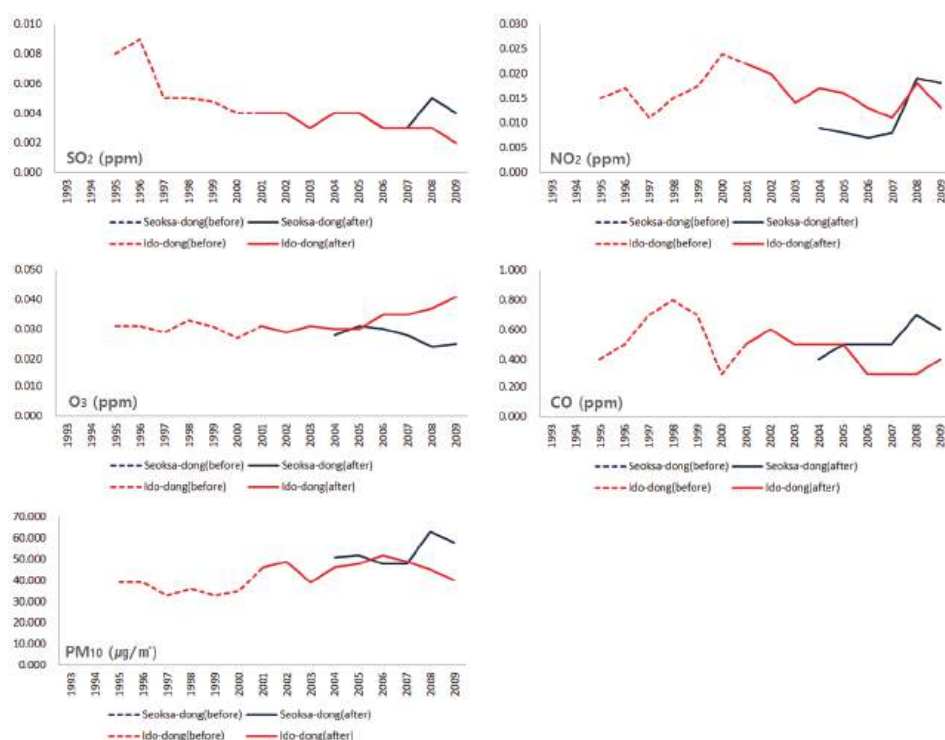 0.010
0.008
0.006
0.004
0.002
0.000
SO₂ (ppm)
1993 1994 1995 1996 1997 1998 1999 2000 2001 2002 2003 2004 2005 2006 2007 2008 2009
Seoksa-dong(before) Seoksa-dong(after)
Ido-dong(before) Ido-dong(after)
0.030
0.025
0.020
0.015
0.010
0.005
0.000
NO₂ (ppm)
1993 1994 1995 1996 1997 1998 1999 2000 2001 2002 2003 2004 2005 2006 2007 2008 2009
Seoksa-dong(before) Seoksa-dong(after)
Ido-dong(before) Ido-dong(after)
0.050
0.040
0.030
0.020
0.010
0.000
O₃ (ppm)
1993 1994 1995 1996 1997 1998 1999 2000 2001 2002 2003 2004 2005 2006 2007 2008 2009
Seoksa-dong(before) Seoksa-dong(after)
Ido-dong(before) Ido-dong(after)
1.000
0.800
0.600
0.400
0.200
0.000
CO (ppm)
1993 1994 1995 1996 1997 1998 1999 2000 2001 2002 2003 2004 2005 2006 2007 2008 2009
Seoksa-dong(before) Seoksa-dong(after)
Ido-dong(before) Ido-dong(after)
70.000
60.000
50.000
40.000
30.000
20.000
10.000
0.000
PM₁₀ (μg/㎥)
1993 1994 1995 1996 1997 1998 1999 2000 2001 2002 2003 2004 2005 2006 2007 2008 2009
Seoksa-dong(before) Seoksa-dong(after)
Ido-dong(before) Ido-dong(after)